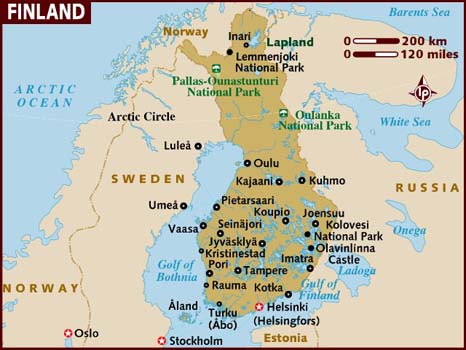 FINLAND
Barents Sea
Norway
Inari
Lapland
Lemmenjoki
National Park
0 200 km
0 120 miles
Pallas-Ounastunturi
National Park
ARCTIC
OCEAN
Oulanka
National Park
LP
White Sea
Arctic Circle
Luleå
Oulu
SWEDEN
Kajaani
Kuhmo
RUSSIA
Umeå
Pietarsaari
Vaasa
Seinäjori
Koupio
Joensuu
Kolovesi
National Park
Onega
Jyväsklyä
Kristinestad
Olavinlinna
Castle
Gulf of
Bothnia
Pori
Tampere
Imatra
Ladoga
NORWAY
Rauma
Kotka
Gulf of
Finland
Åland
Turku
(Åbo)
Helsinki
(Helsingfors)
Oslo
Stockholm
Estonia